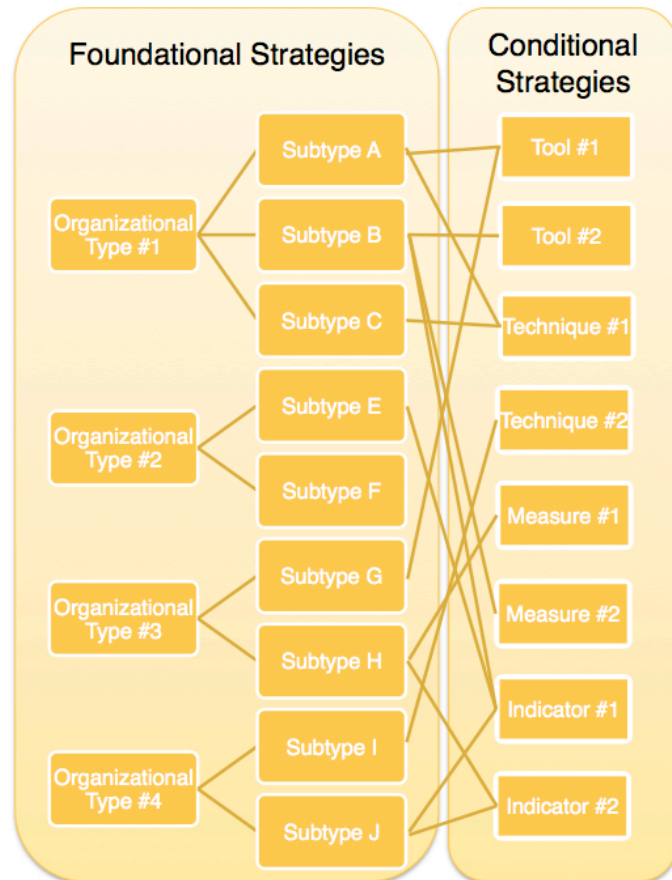 Foundational Strategies
Conditional
Strategies
Organizational
Type #1
Subtype A
Subtype B
Subtype C
Organizational
Type #2
Subtype E
Subtype F
Organizational
Type #3
Subtype G
Subtype H
Organizational
Type #4
Subtype I
Subtype J
Tool #1
Tool #2
Technique #1
Technique #2
Measure #1
Measure #2
Indicator #1
Indicator #2